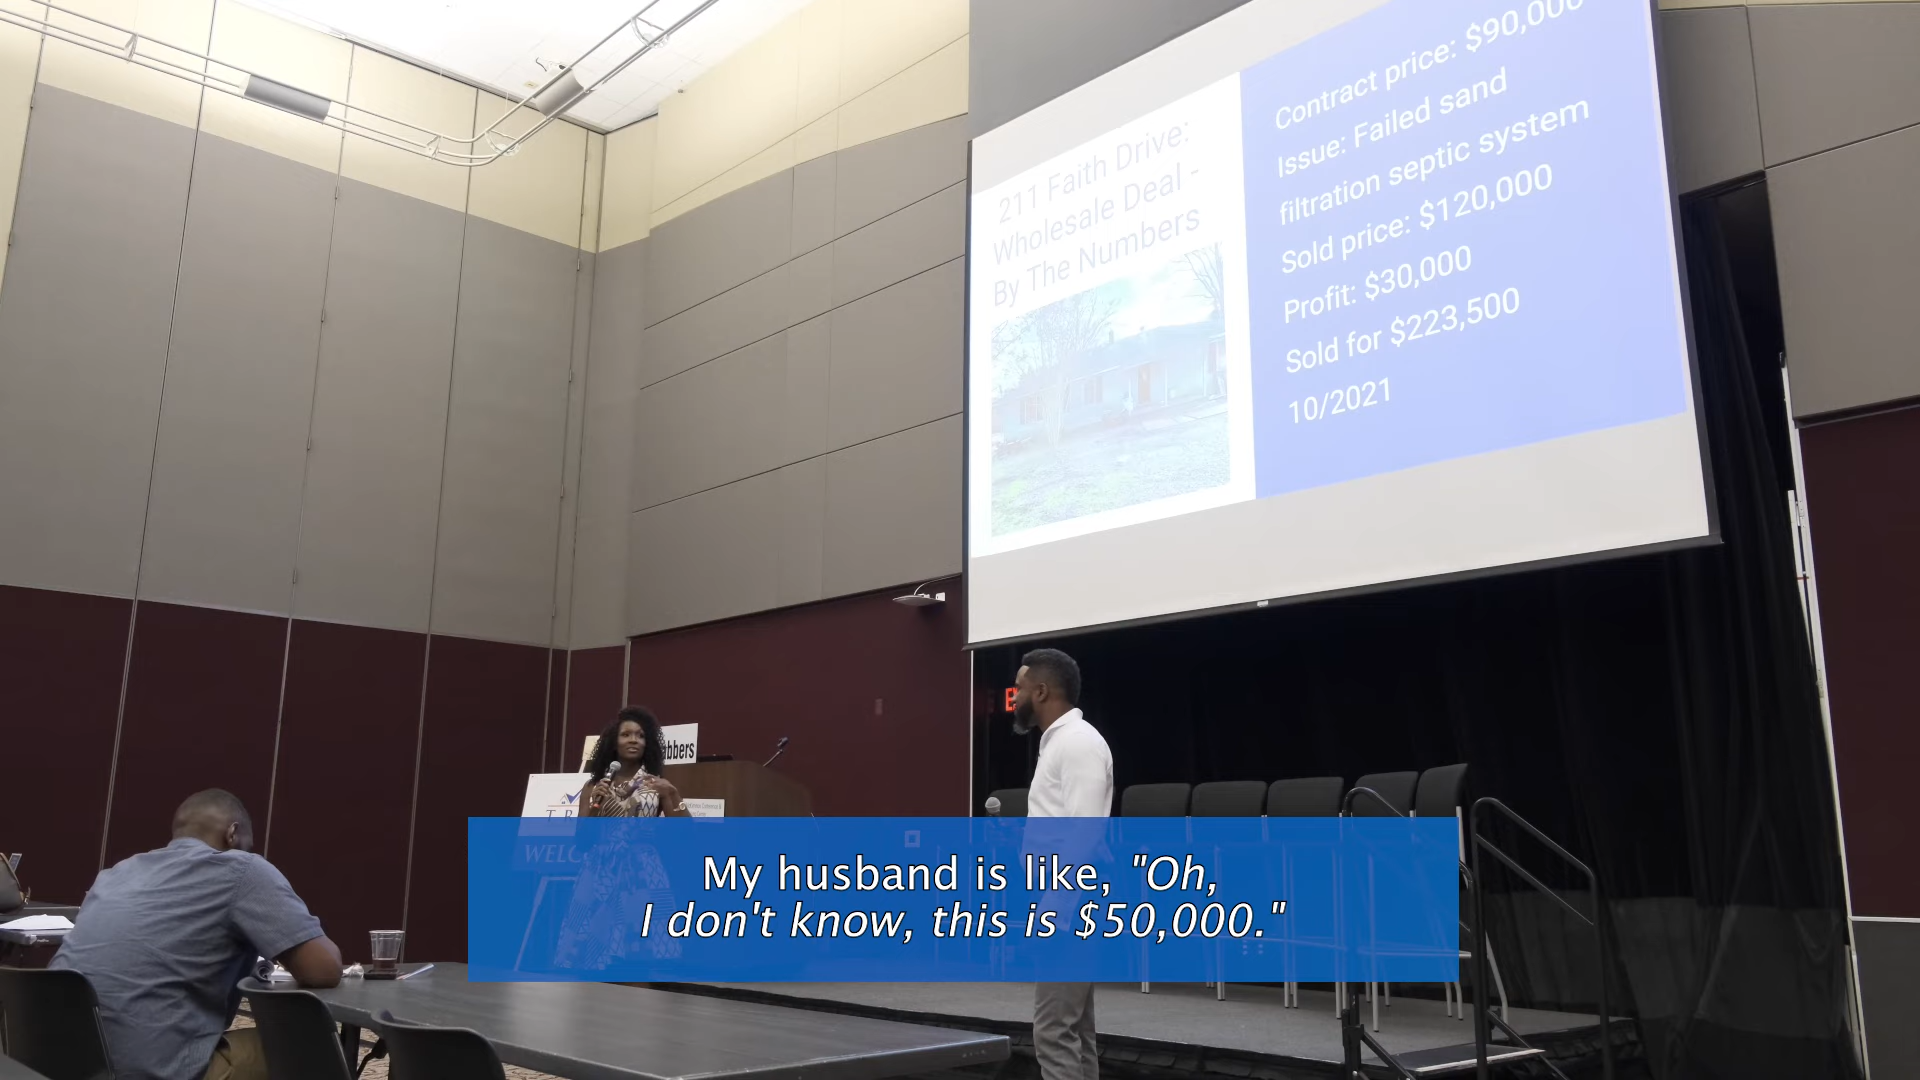 211 Faith Drive:
Wholesale Deal -
By The Numbers
Contract price: $90,000
Issue: Failed sand
filtration septic system
Sold price: $120,000
Profit: $30,000
Sold for $223,500
10/2021
abbers
T R
WELC
My husband is like, "Oh,
I don't know, this is $50,000."